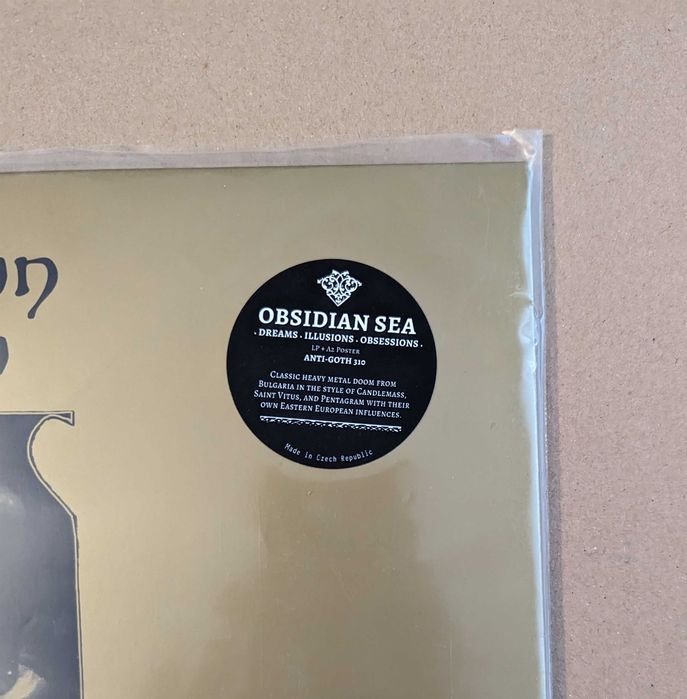 OBSIDIAN SEA
· DREAMS · ILLUSIONS · OBSESSIONS ·
LP + A2 POSTER
ANTI-GOTH 310
CLASSIC HEAVY METAL DOOM FROM
BULGARIA IN THE STYLE OF CANDLEMASS,
SAINT VITUS, AND PENTAGRAM WITH THEIR
OWN EASTERN EUROPEAN INFLUENCES.
Made in Czech Republic